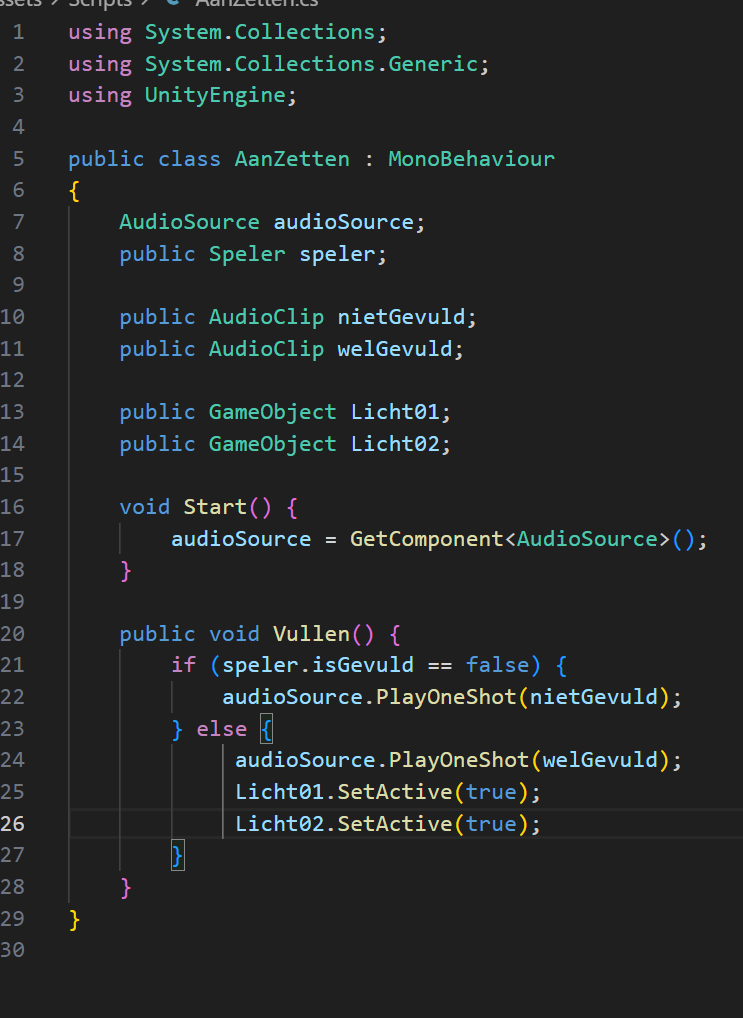 ssets > Scripts > AanZetten.cs
1 using System.Collections;
2 using System.Collections.Generic;
3 using UnityEngine;
4
5 public class AanZetten : MonoBehaviour
6 {
7     AudioSource audioSource;
8     public Speler speler;
9
10     public AudioClip nietGevuld;
11     public AudioClip welGevuld;
12
13     public GameObject Licht01;
14     public GameObject Licht02;
15
16     void Start() {
17         audioSource = GetComponent<AudioSource>();
18     }
19
20     public void Vullen() {
21         if (speler.isGevuld == false) {
22             audioSource.PlayOneShot(nietGevuld);
23         } else {
24              audioSource.PlayOneShot(welGevuld);
25              Licht01.SetActive(true);
26              Licht02.SetActive(true);
27         }
28     }
29 }
30